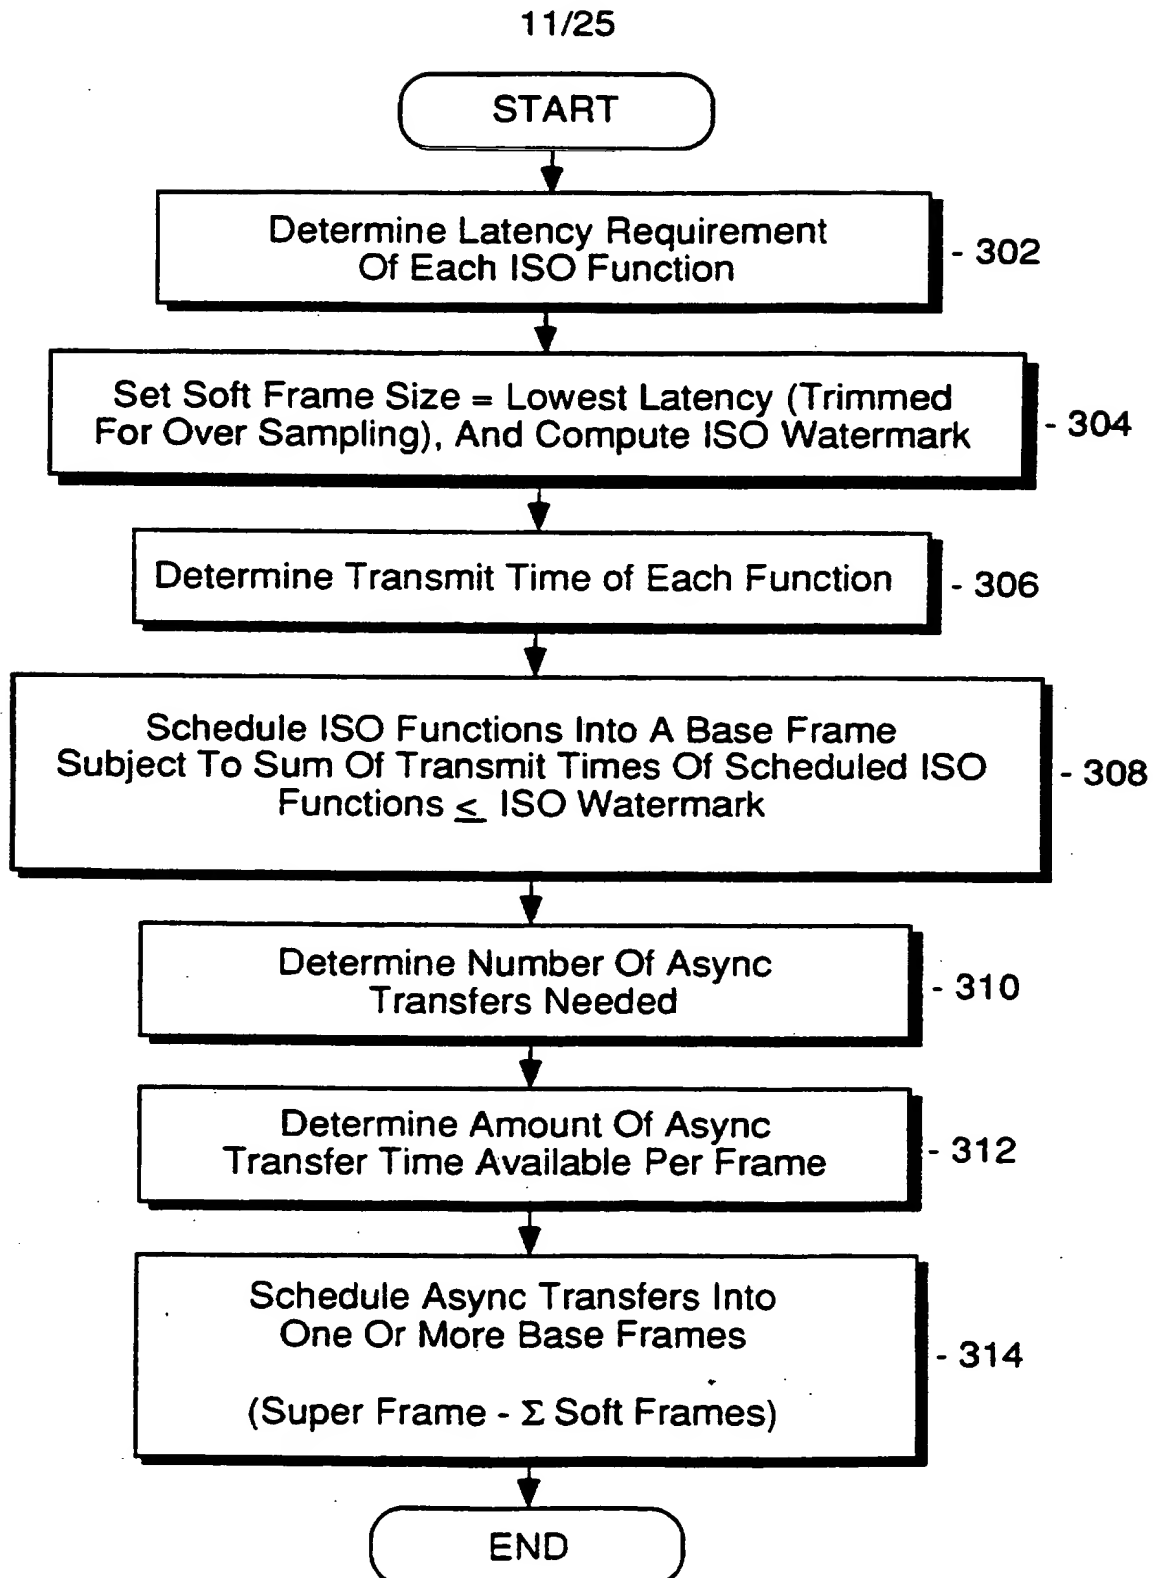 11/25
START
Determine Latency Requirement
Of Each ISO Function
- 302
Set Soft Frame Size = Lowest Latency (Trimmed
For Over Sampling), And Compute ISO Watermark
- 304
Determine Transmit Time of Each Function
- 306
Schedule ISO Functions Into A Base Frame
Subject To Sum Of Transmit Times Of Scheduled ISO
Functions ≤ ISO Watermark
- 308
Determine Number Of Async
Transfers Needed
- 310
Determine Amount Of Async
Transfer Time Available Per Frame
- 312
Schedule Async Transfers Into
One Or More Base Frames
(Super Frame - Σ Soft Frames)
- 314
END